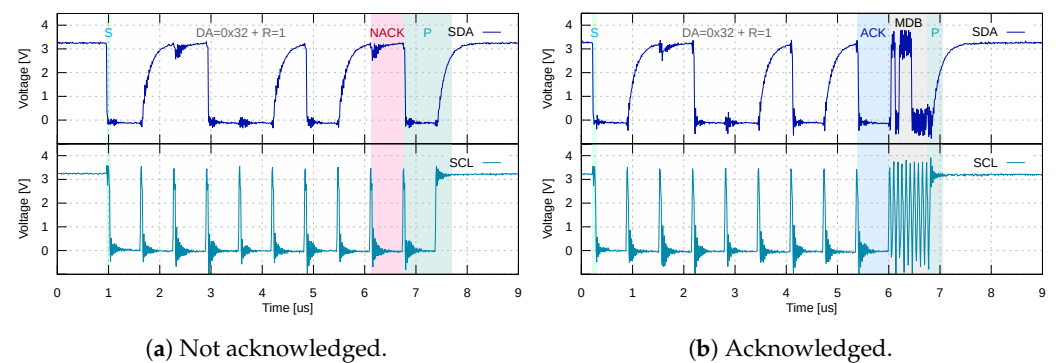 S DA=0x32 + R=1 NACK P SDA
Voltage [V]
4
3
2
1
0
SCL
Voltage [V]
4
3
2
1
0
0 1 2 3 4 5 6 7 8 9
Time [us]
(a) Not acknowledged.
MDB
S DA=0x32 + R=1 ACK P SDA
Voltage [V]
4
3
2
1
0
SCL
Voltage [V]
4
3
2
1
0
0 1 2 3 4 5 6 7 8 9
Time [us]
(b) Acknowledged.